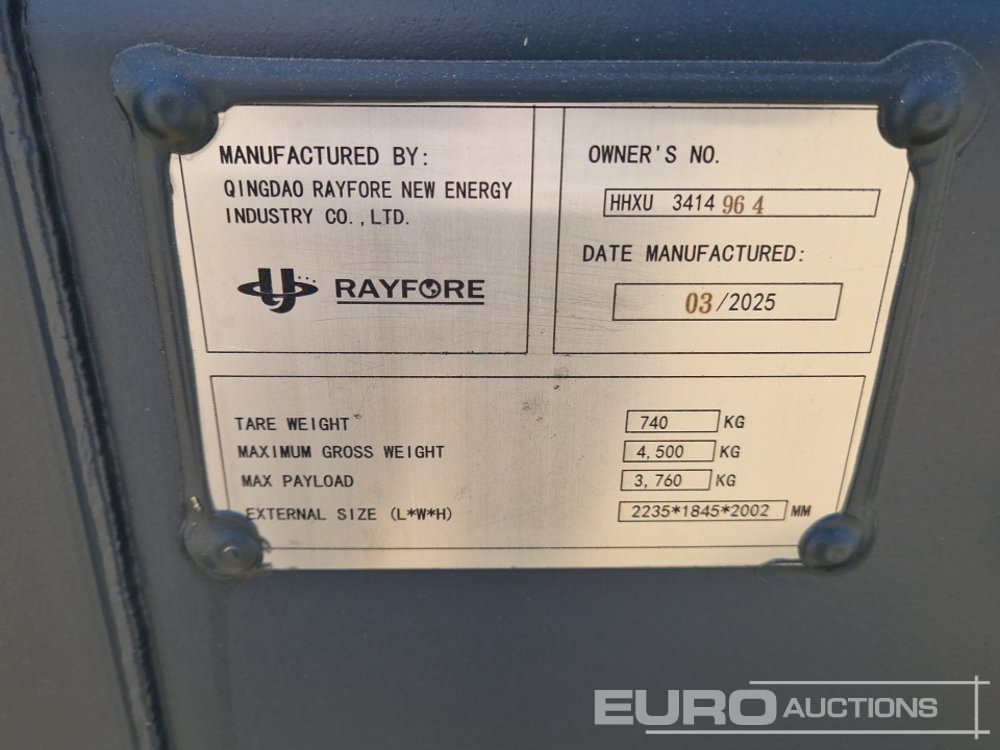 MANUFACTURED BY:
QINGDAO RAYFORE NEW ENERGY
INDUSTRY CO.,LTD.
RAYFORE
OWNER'S NO.
HHXU 3414 96 4
DATE MANUFACTURED:
03/2025
TARE WEIGHT 740 KG
MAXIMUM GROSS WEIGHT 4,500 KG
MAX PAYLOAD 3,760 KG
EXTERNAL SIZE (L*W*H) 2235*1845*2002 MM
EURO AUCTIONS